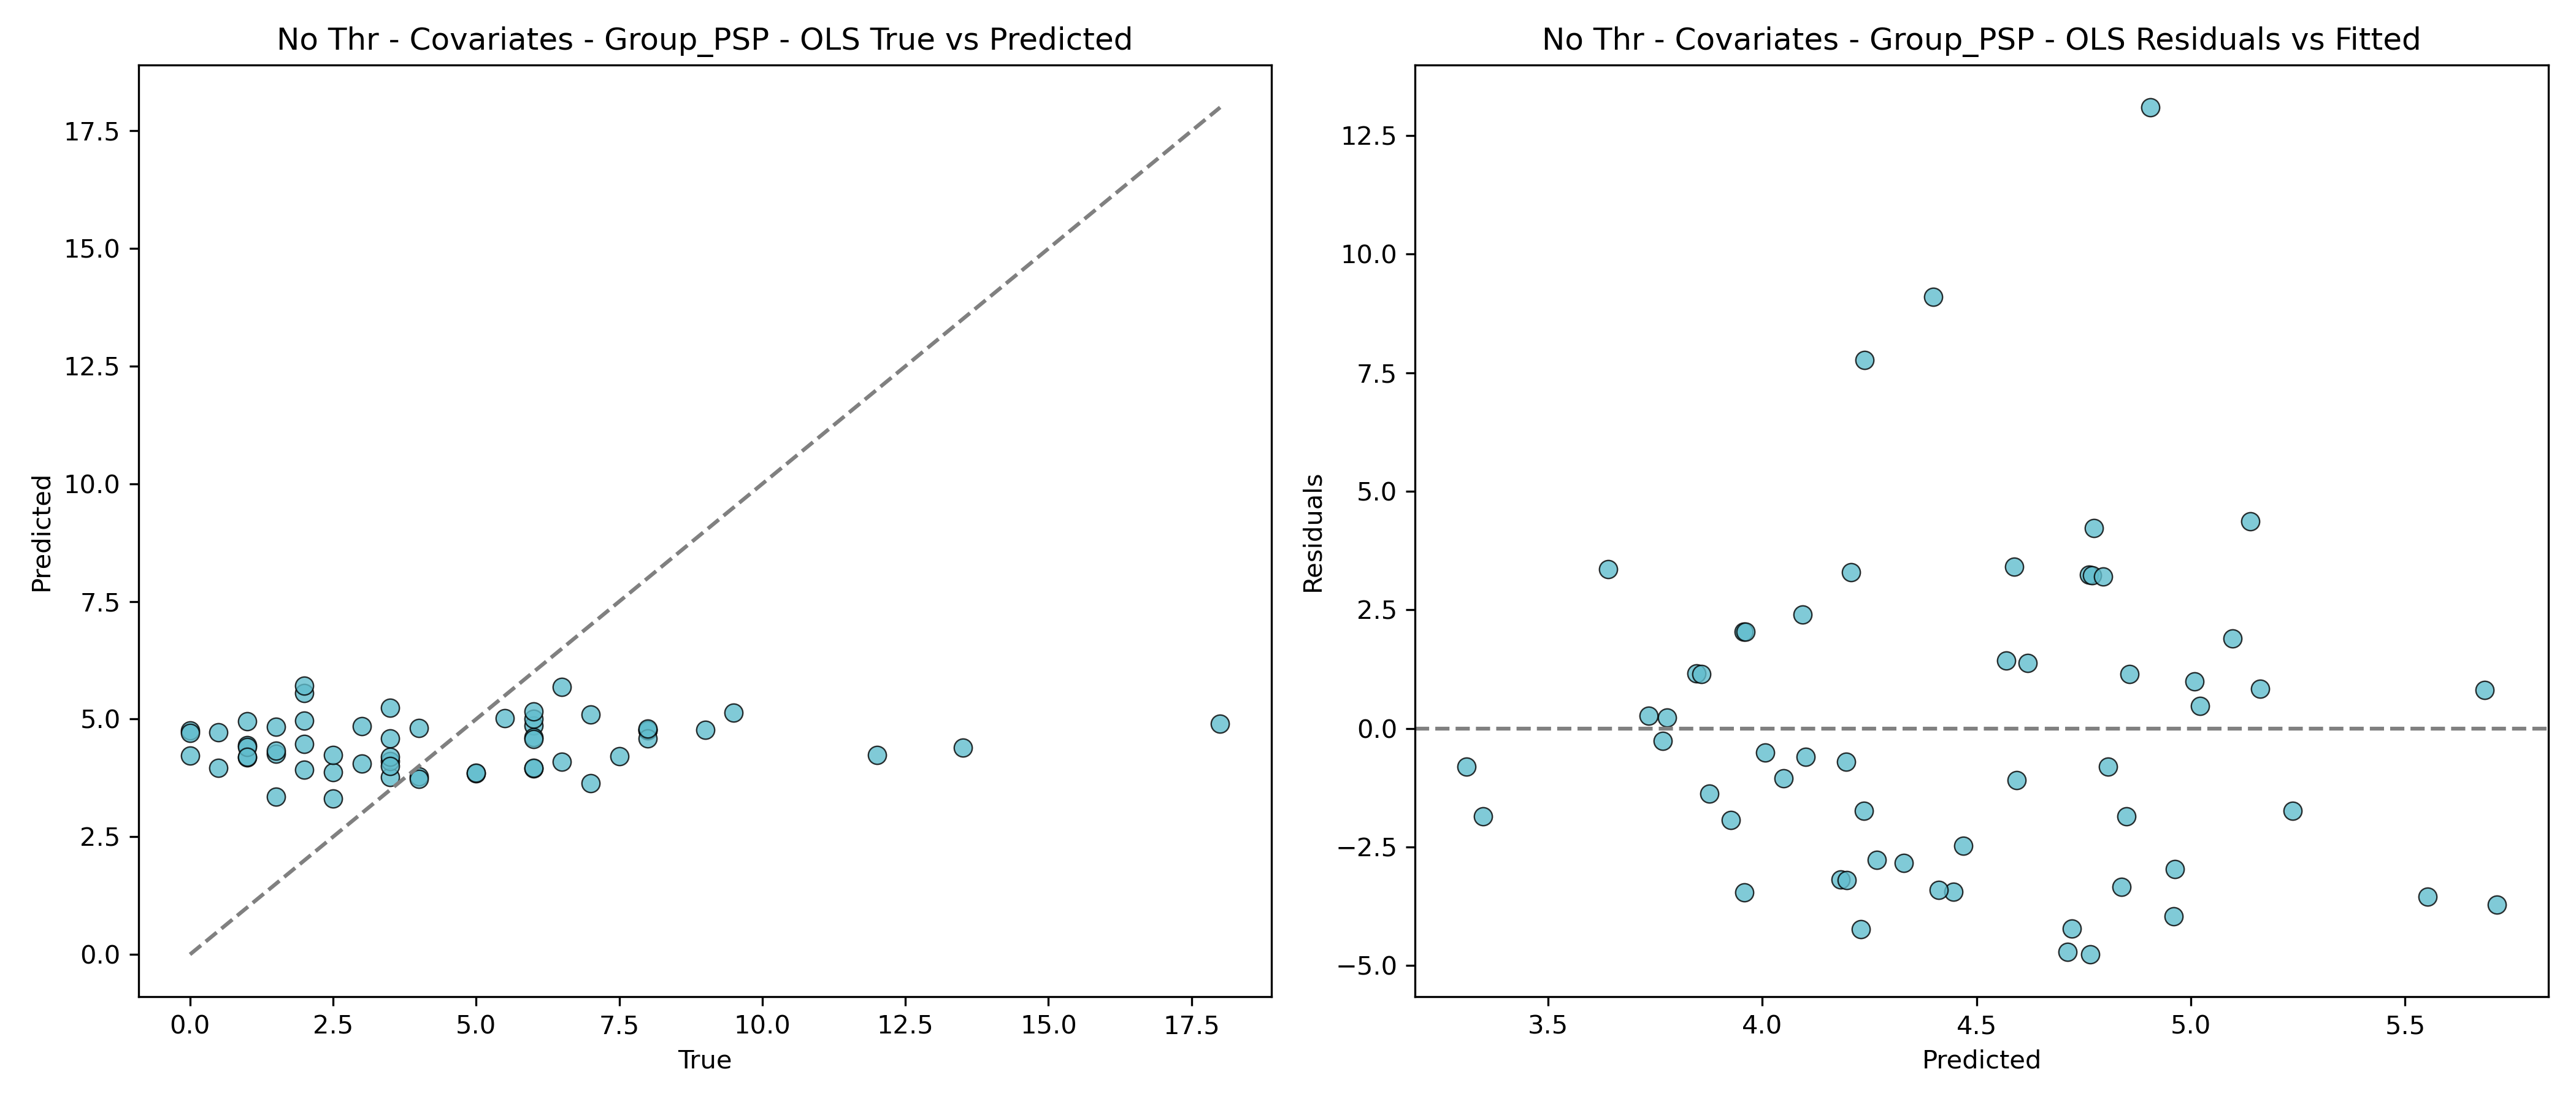 No Thr - Covariates - Group_PSP - OLS True vs Predicted
17.5
15.0
12.5
10.0
7.5
5.0
2.5
0.0
Predicted
0.0 2.5 5.0 7.5 10.0 12.5 15.0 17.5
True
No Thr - Covariates - Group_PSP - OLS Residuals vs Fitted
12.5
10.0
7.5
5.0
2.5
0.0
−2.5
−5.0
Residuals
3.5 4.0 4.5 5.0 5.5
Predicted